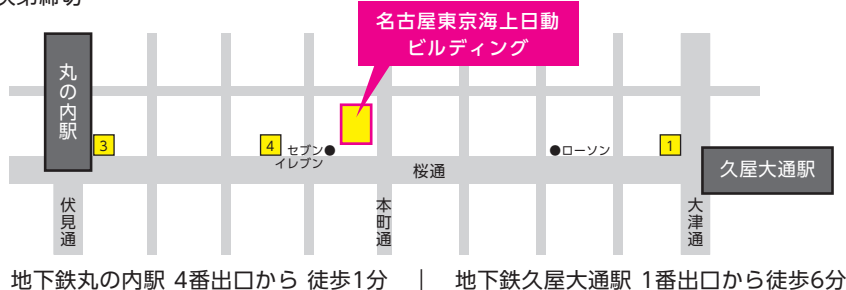 名古屋東京海上日動
ビルディング
丸の内駅
3
4
セブン●
イレブン
●ローソン
1
桜通
久屋大通駅
伏見通
本町通
大津通
地下鉄丸の内駅 4番出口から 徒歩1分 | 地下鉄久屋大通駅 1番出口から徒歩6分